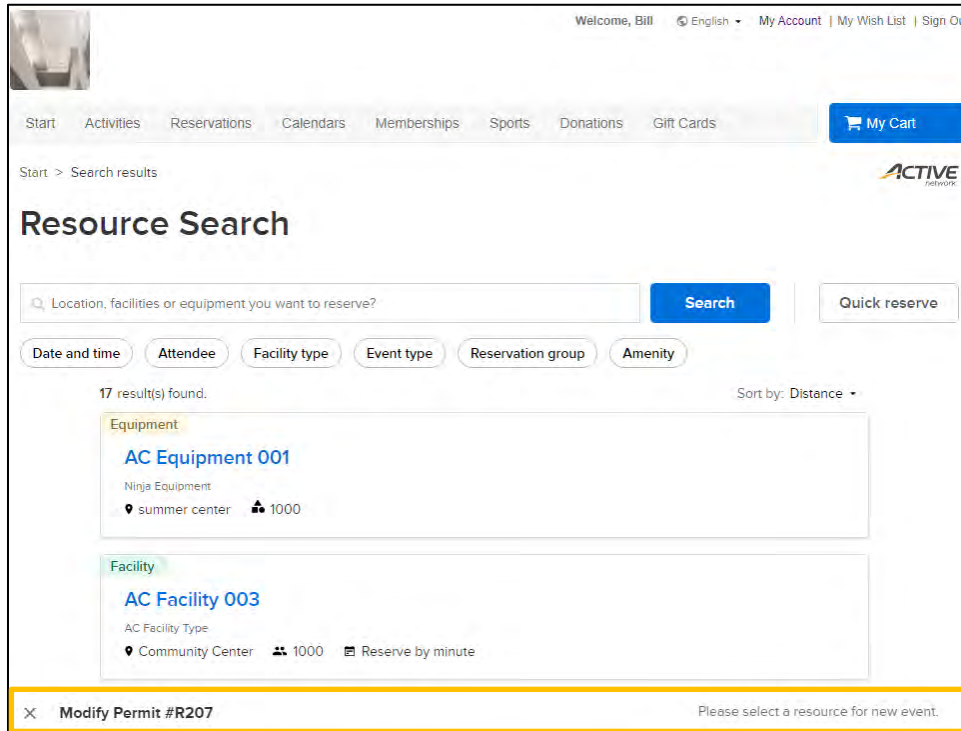 Welcome, Bill English My Account | My Wish List | Sign Ou
Start Activities Reservations Calendars Memberships Sports Donations Gift Cards My Cart
Start > Search results
ACTIVE
network
Resource Search
Location, facilities or equipment you want to reserve? Search Quick reserve
Date and time Attendee Facility type Event type Reservation group Amenity
17 result(s) found. Sort by: Distance
Equipment
AC Equipment 001
Ninja Equipment
summer center 1000
Facility
AC Facility 003
AC Facility Type
Community Center 1000 Reserve by minute
Modify Permit #R207 Please select a resource for new event.